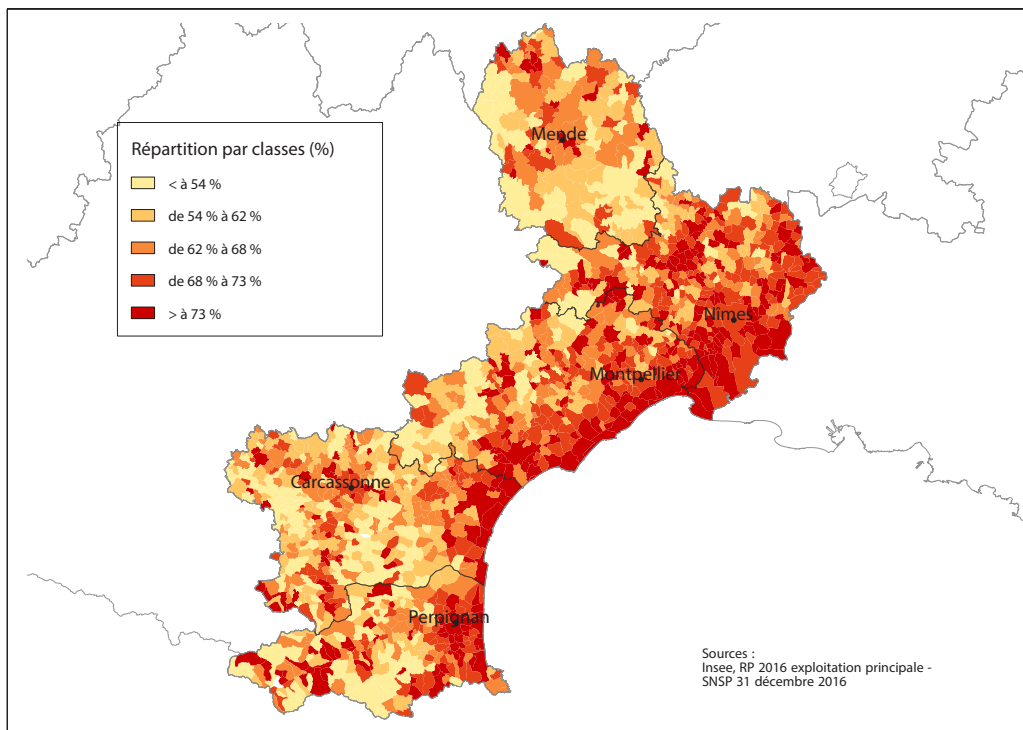 Mende
Répartition par classes (%)
< à 54 %
de 54 % à 62 %
de 62 % à 68 %
de 68 % à 73 %
> à 73 %
Nîmes
Montpellier
Carcassonne
Perpignan
Sources :
Insee, RP 2016 exploitation principale -
SNSP 31 décembre 2016